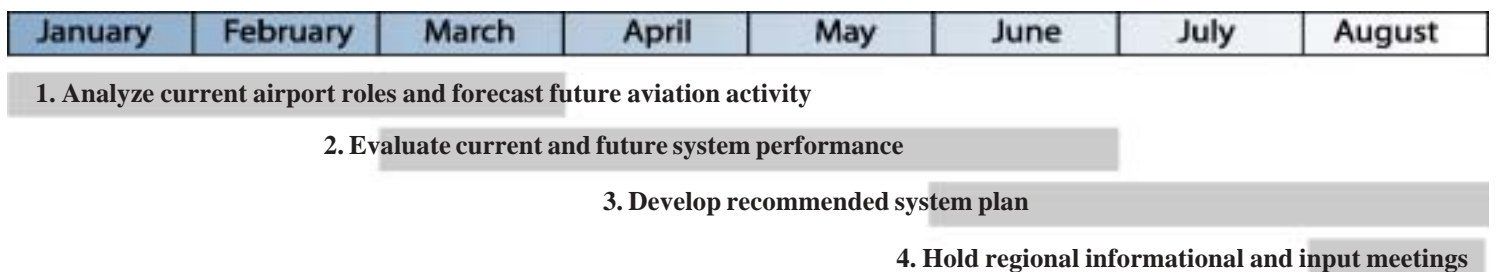 January February March April May June July August
1. Analyze current airport roles and forecast future aviation activity
2. Evaluate current and future system performance
3. Develop recommended system plan
4. Hold regional informational and input meetings